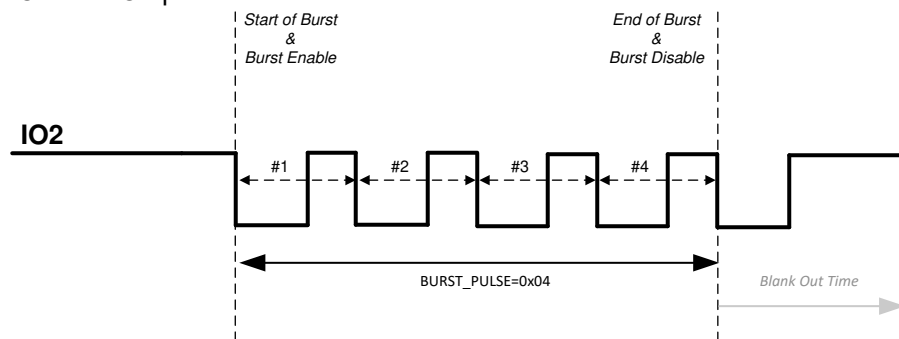 Start of Burst
&
Burst Enable
End of Burst
&
Burst Disable
IO2
#1
#2
#3
#4
BURST_PULSE=0x04
Blank Out Time